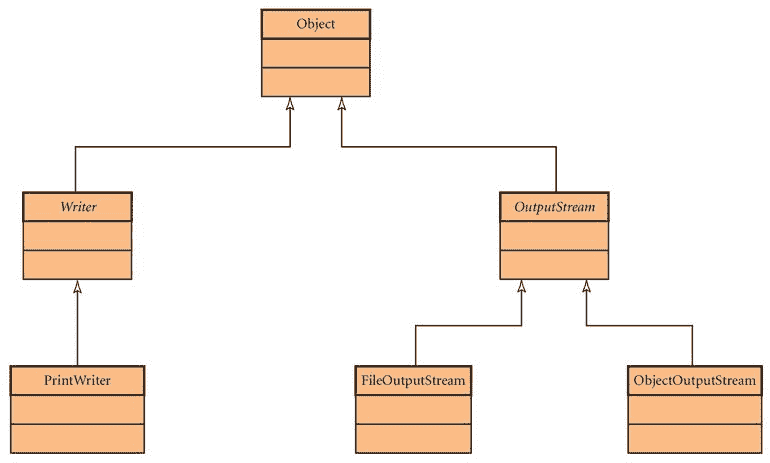 Object
Writer
OutputStream
PrintWriter
FileOutputStream
ObjectOutputStream